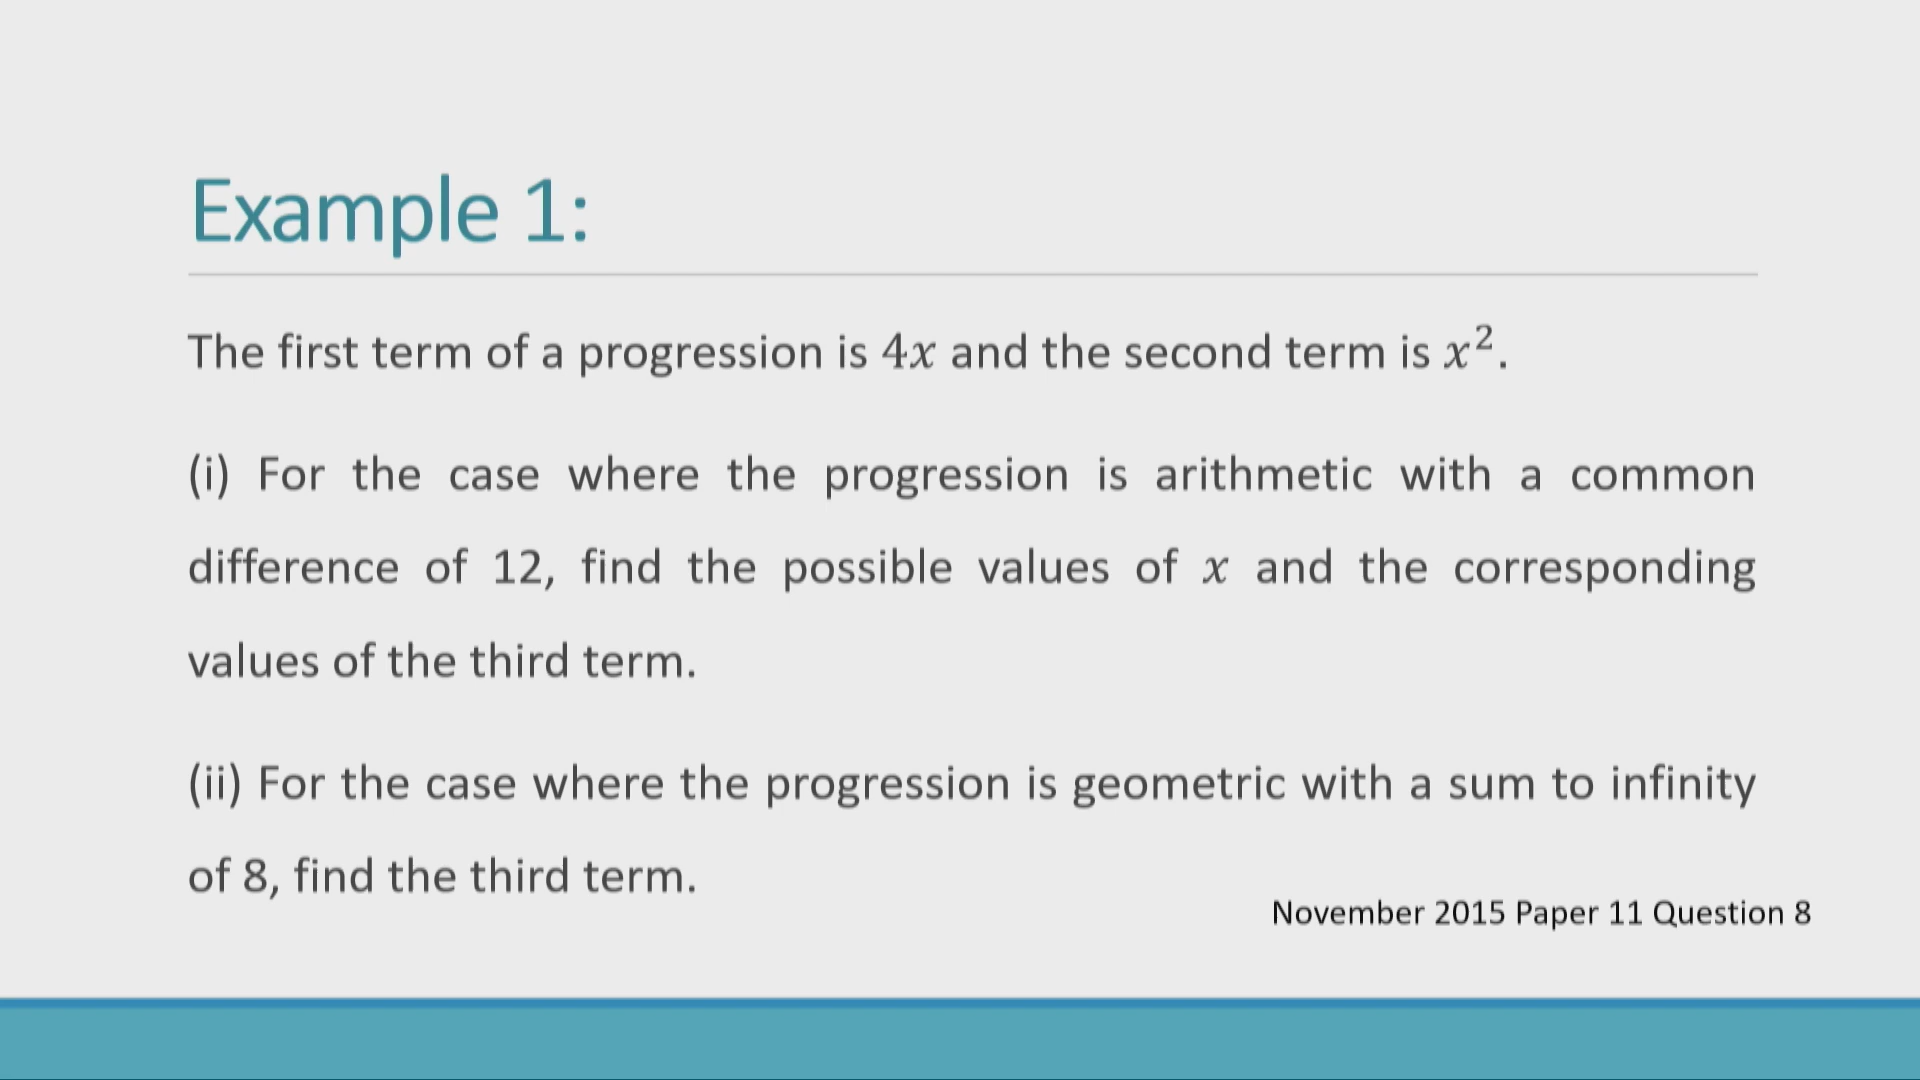 Example 1:
The first term of a progression is 4x and the second term is x².
(i) For the case where the progression is arithmetic with a common
difference of 12, find the possible values of x and the corresponding
values of the third term.
(ii) For the case where the progression is geometric with a sum to infinity
of 8, find the third term.
November 2015 Paper 11 Question 8